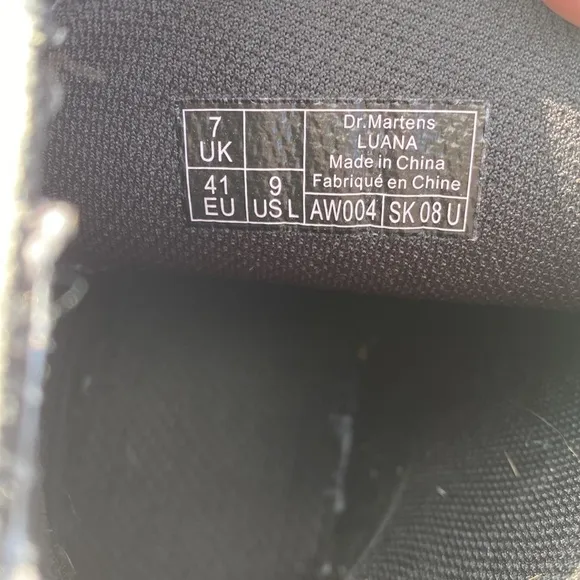 7
UK
41
EU
9
US L
Dr.Martens
LUANA
Made in China
Fabriqué en Chine
AW004
SK 08 U